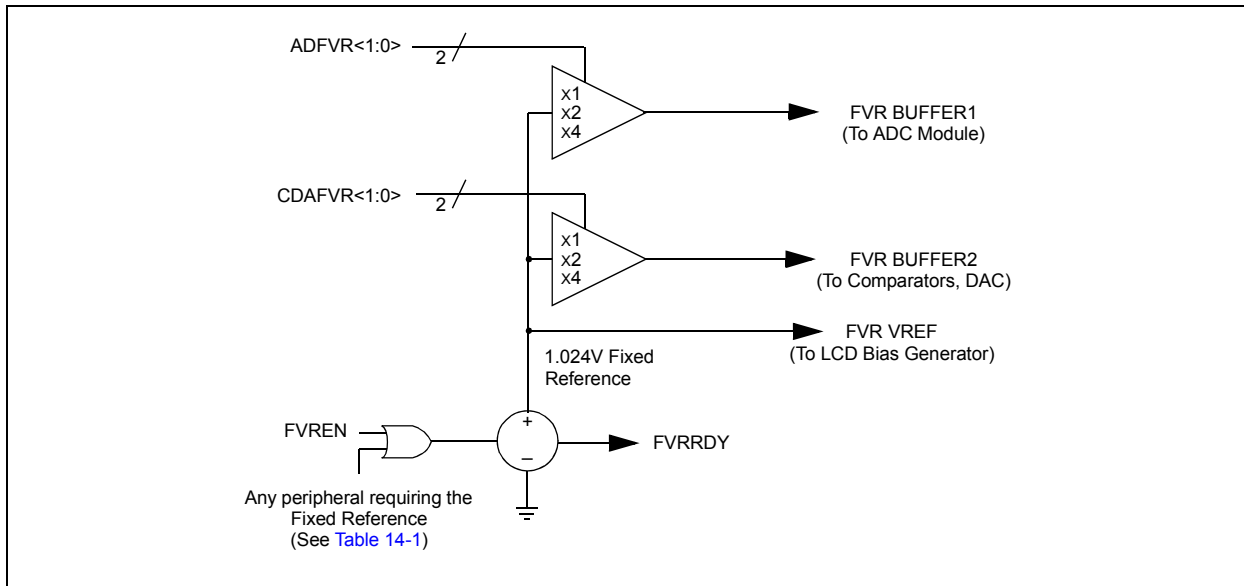 ADFVR<1:0>
2
x1
x2
x4
FVR BUFFER1
(To ADC Module)
CDAFVR<1:0>
2
x1
x2
x4
FVR BUFFER2
(To Comparators, DAC)
FVR VREF
(To LCD Bias Generator)
1.024V Fixed
Reference
+
–
FVREN
FVRRDY
Any peripheral requiring the
Fixed Reference
(See Table 14-1)